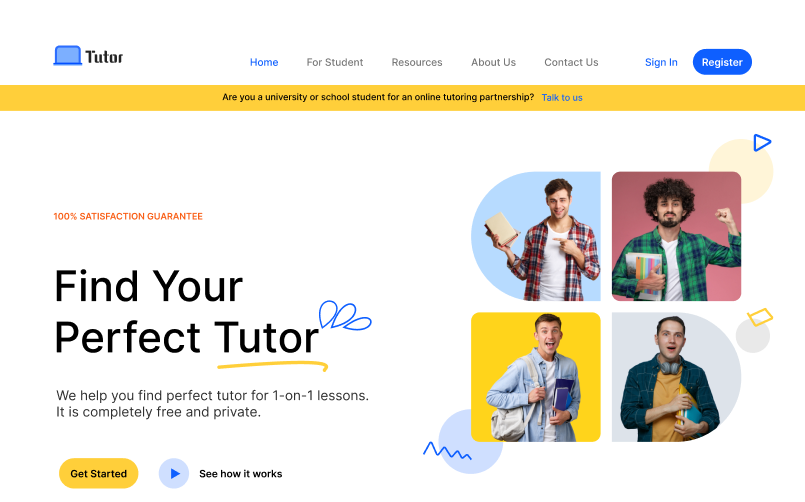 Tutor
Home For Student Resources About Us Contact Us Sign In Register
Are you a university or school student for an online tutoring partnership? Talk to us
100% SATISFACTION GUARANTEE
Find Your
Perfect Tutor
We help you find perfect tutor for 1-on-1 lessons.
It is completely free and private.
Get Started See how it works